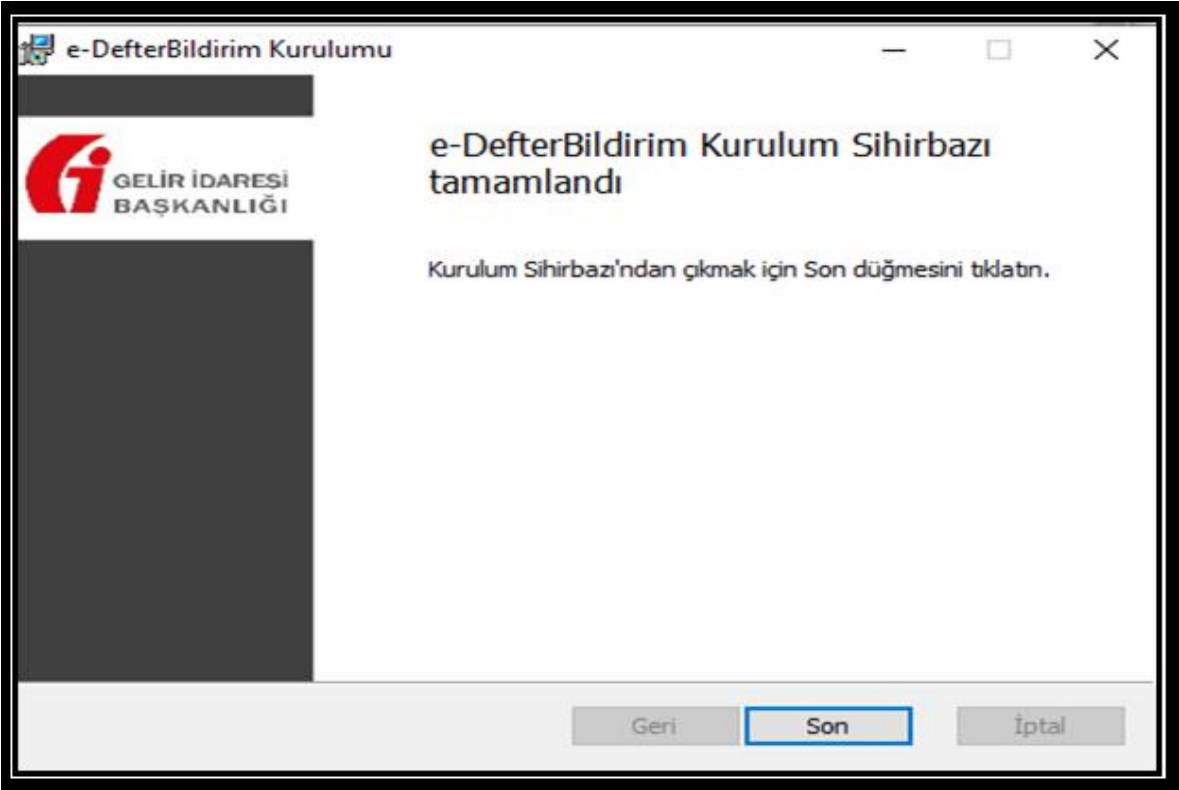 e-DefterBildirim Kurulumu
GELİR İDARESİ
BAŞKANLIĞI
e-DefterBildirim Kurulum Sihirbazı
tamamlandı
Kurulum Sihirbazı'ndan çıkmak için Son düğmesini tıklatın.
Geri Son İptal